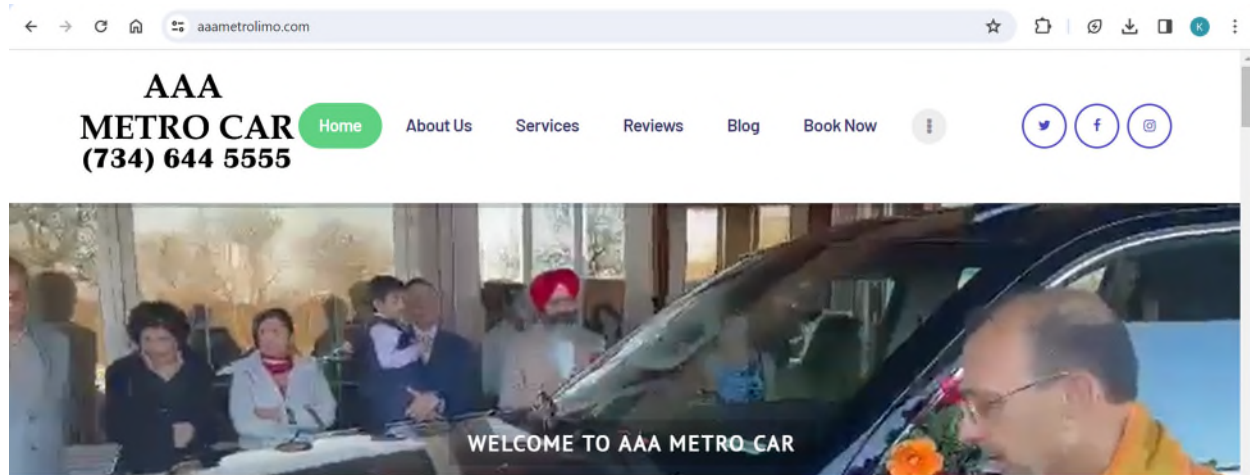 aaametrolimo.com
AAA
METRO CAR
(734) 644 5555
Home About Us Services Reviews Blog Book Now
f
WELCOME TO AAA METRO CAR
K